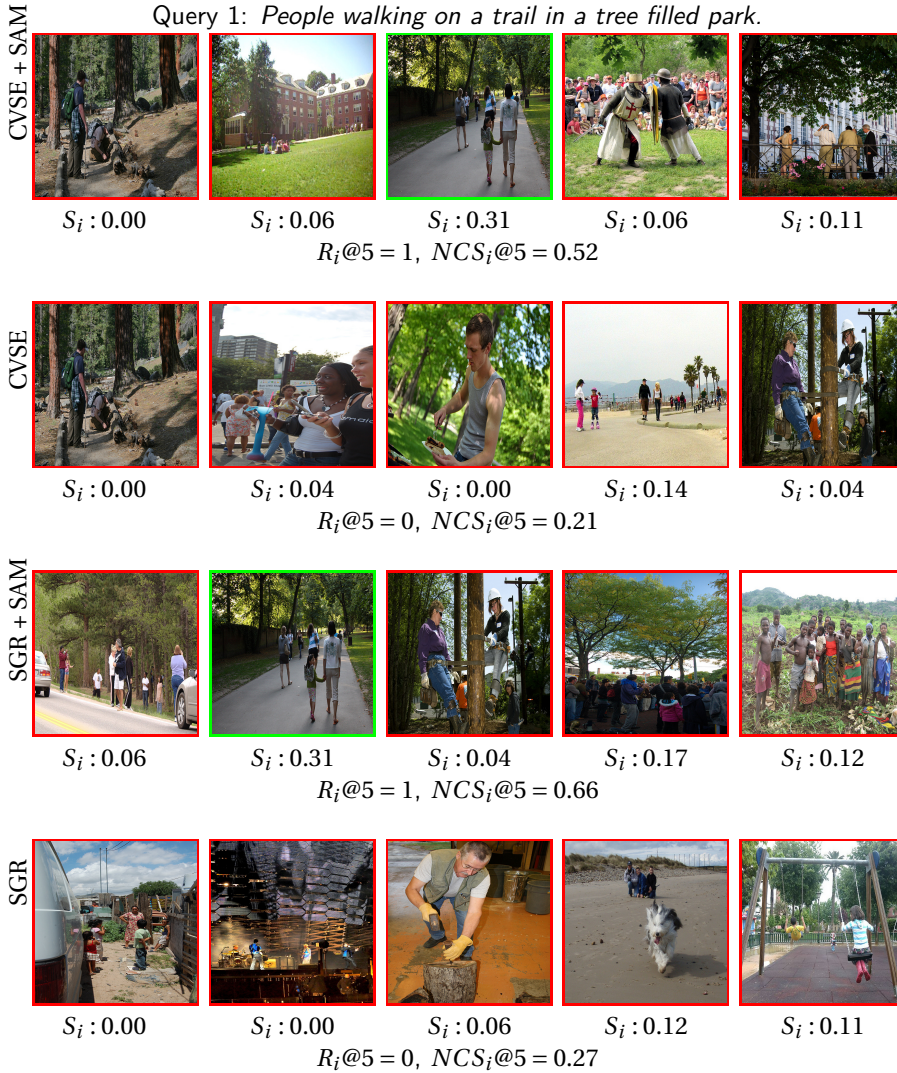 Query 1: People walking on a trail in a tree filled park.
CVSE + SAM
S_i : 0.00 S_i : 0.06 S_i : 0.31 S_i : 0.06 S_i : 0.11
R_i@5 = 1, NCS_i@5 = 0.52
CVSE
S_i : 0.00 S_i : 0.04 S_i : 0.00 S_i : 0.14 S_i : 0.04
R_i@5 = 0, NCS_i@5 = 0.21
SGR + SAM
S_i : 0.06 S_i : 0.31 S_i : 0.04 S_i : 0.17 S_i : 0.12
R_i@5 = 1, NCS_i@5 = 0.66
SGR
S_i : 0.00 S_i : 0.00 S_i : 0.06 S_i : 0.12 S_i : 0.11
R_i@5 = 0, NCS_i@5 = 0.27